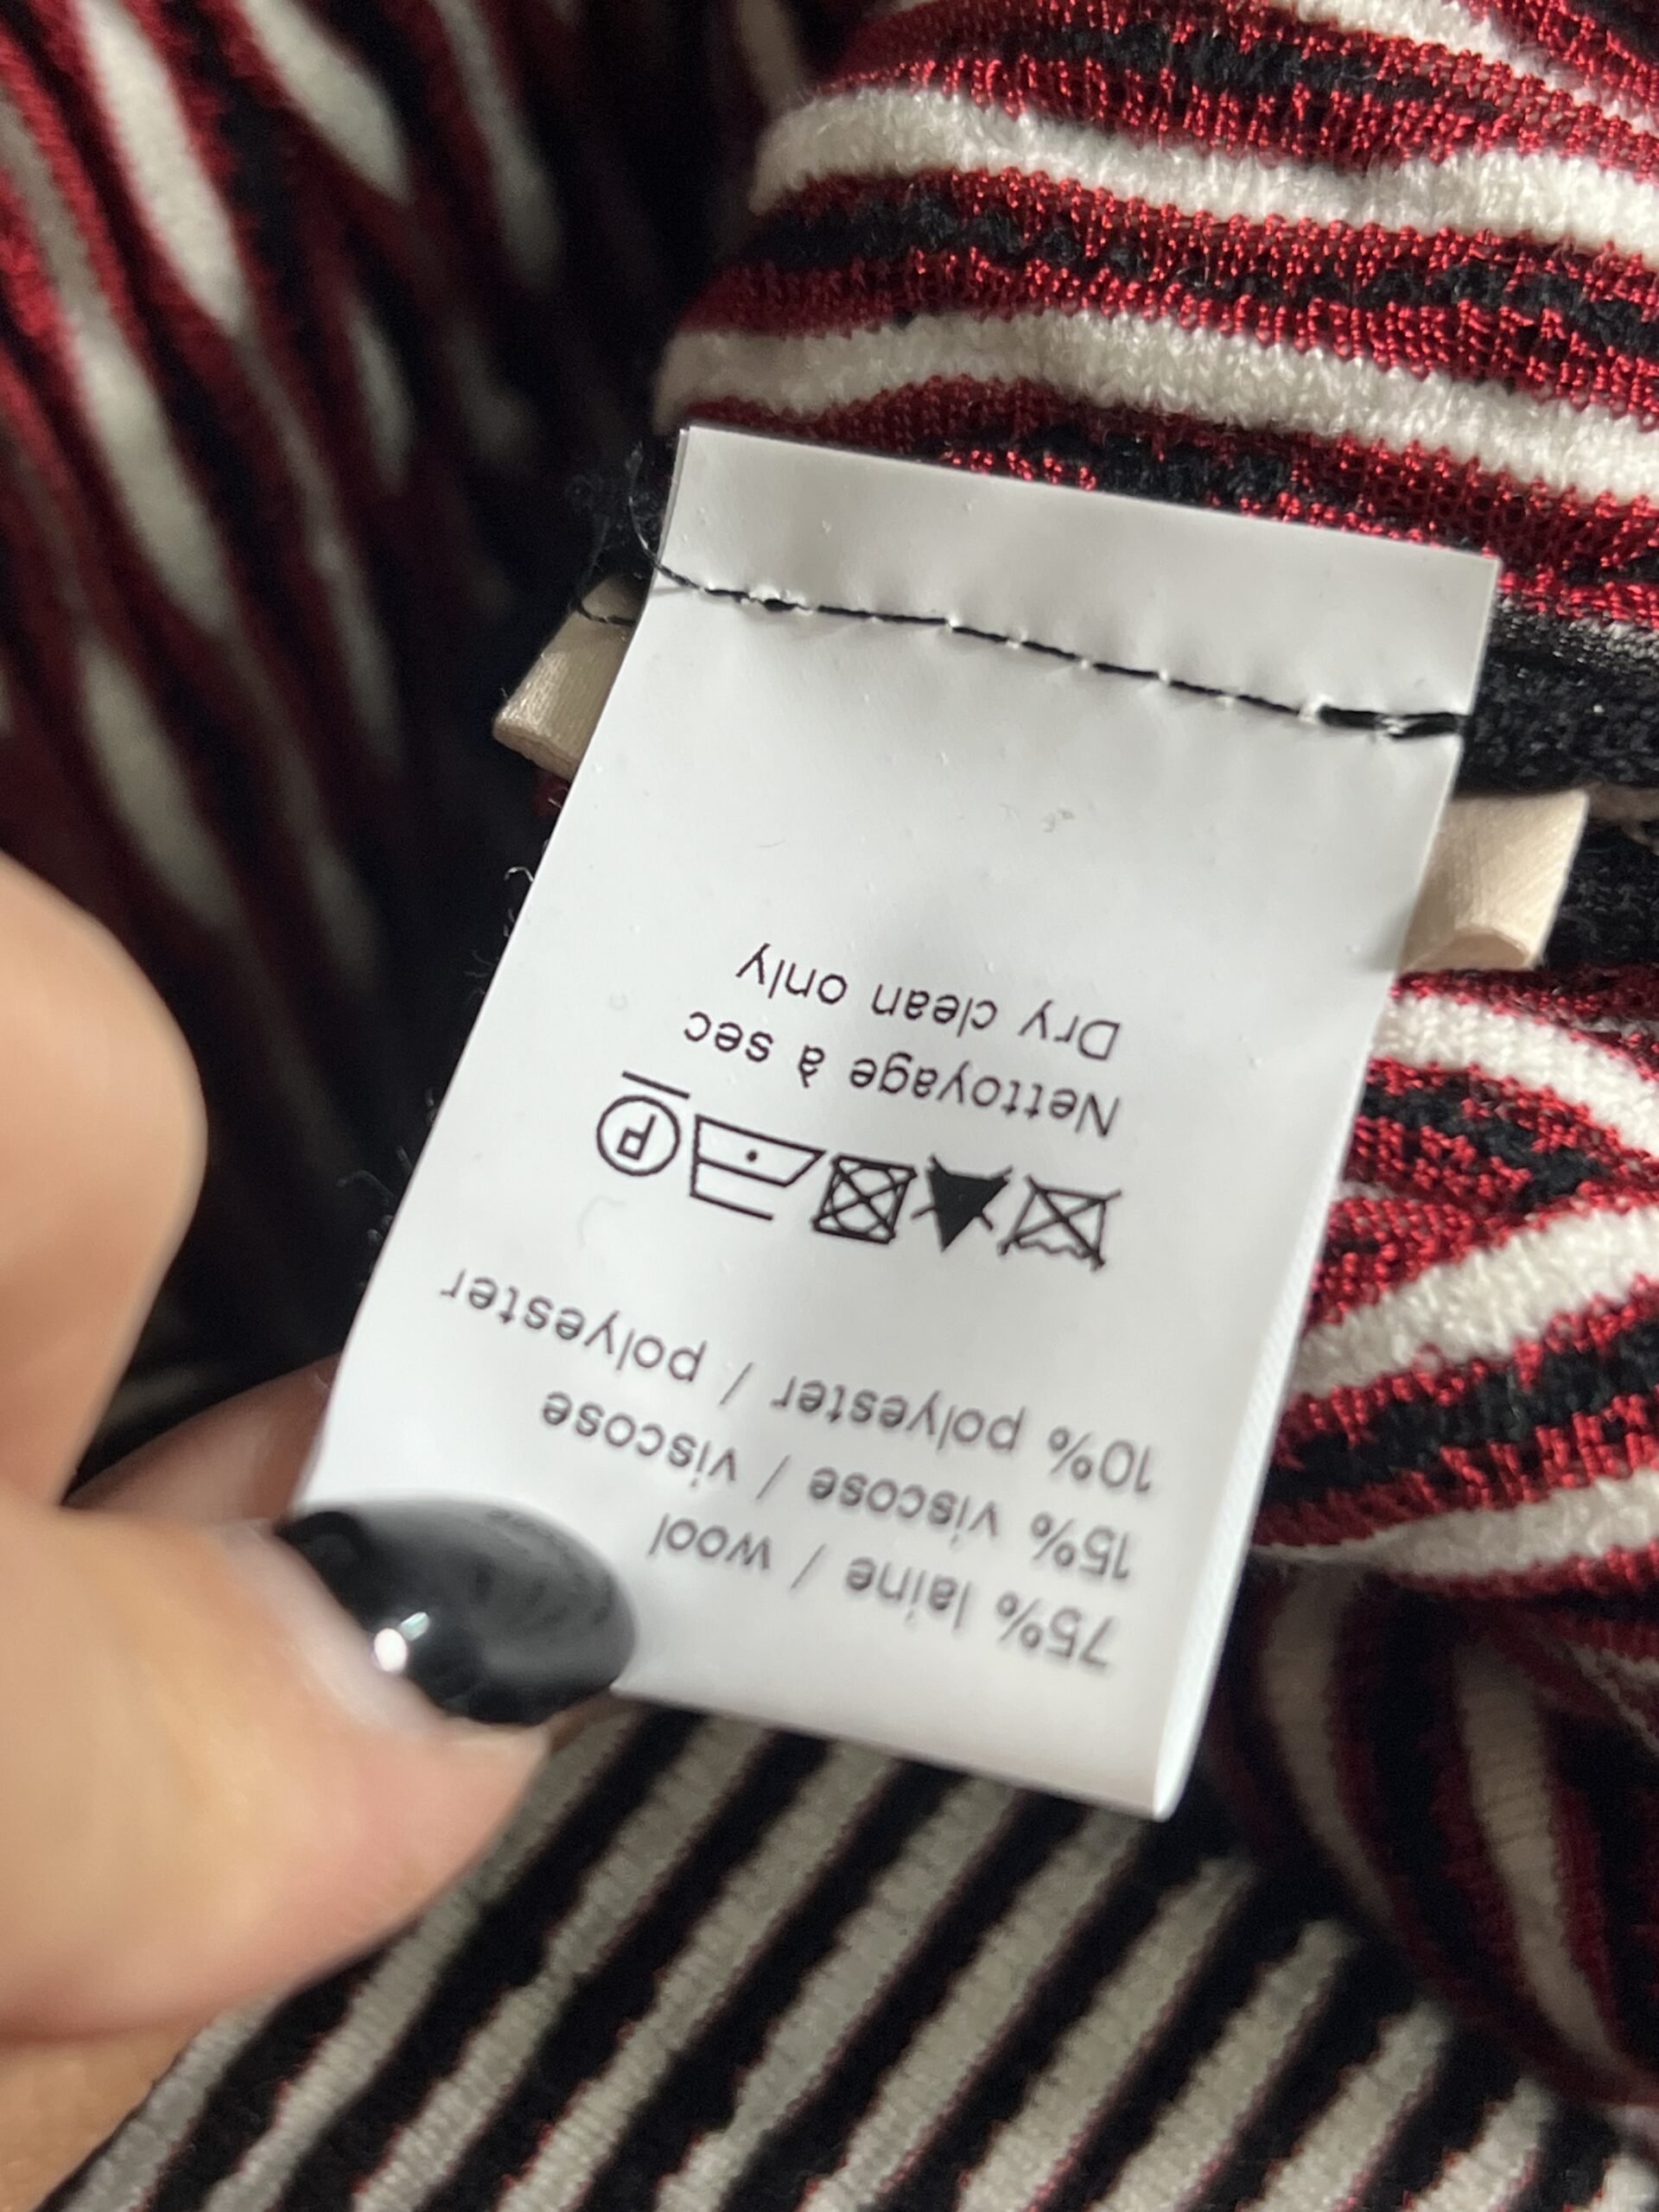 75% laine / wool
15% viscose / viscose
10% polyester / polyester
P
Nettoyage à sec
Dry clean only